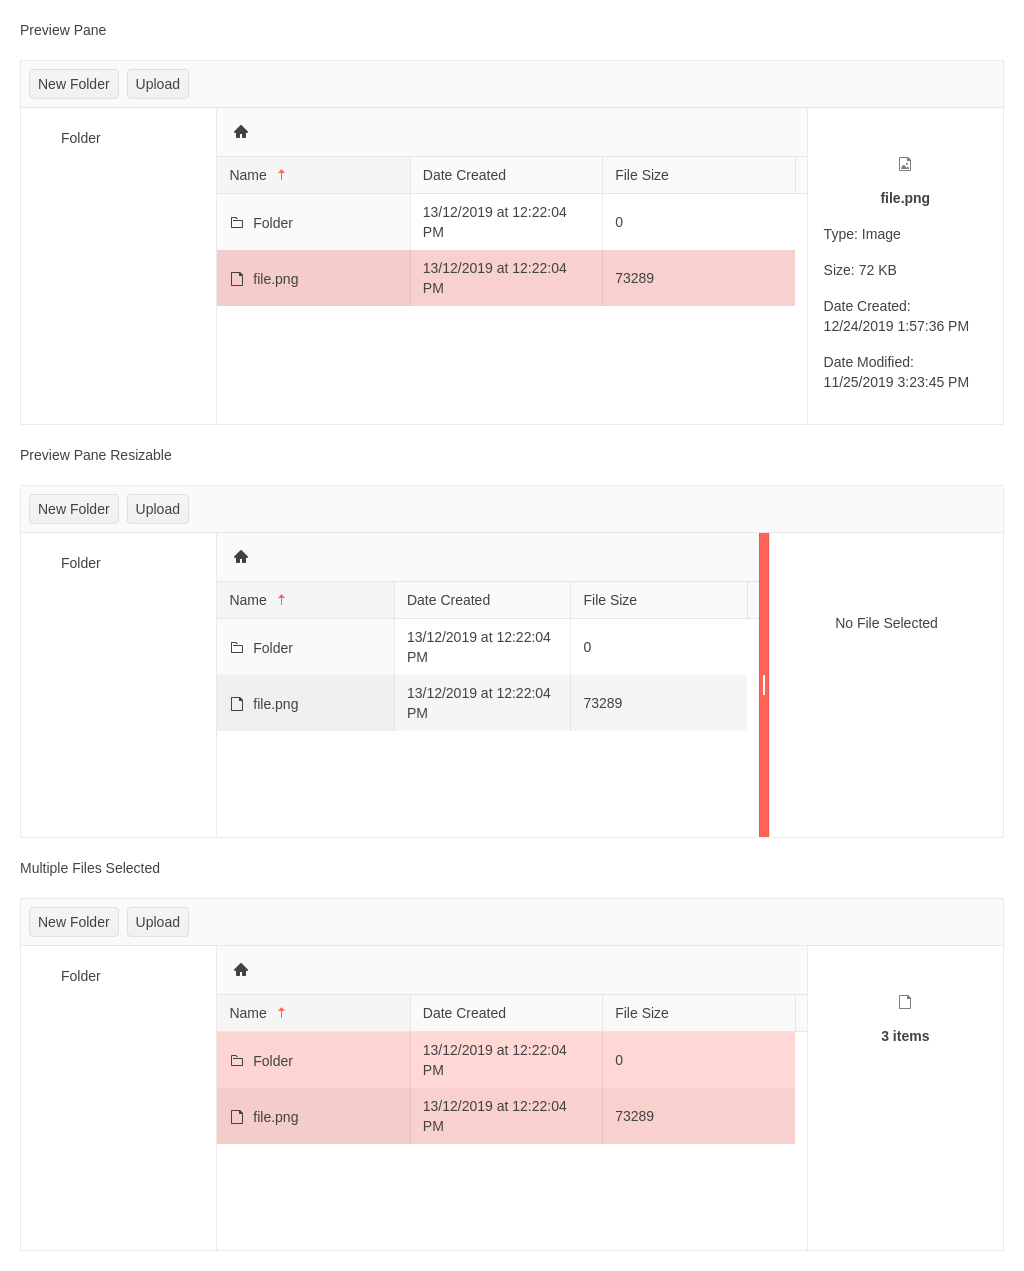 Preview Pane
New Folder Upload
Folder
Name Date Created File Size
Folder 13/12/2019 at 12:22:04 PM 0
file.png 13/12/2019 at 12:22:04 PM 73289
file.png
Type: Image
Size: 72 KB
Date Created:
12/24/2019 1:57:36 PM
Date Modified:
11/25/2019 3:23:45 PM
Preview Pane Resizable
New Folder Upload
Folder
Name Date Created File Size
Folder 13/12/2019 at 12:22:04 PM 0
file.png 13/12/2019 at 12:22:04 PM 73289
No File Selected
Multiple Files Selected
New Folder Upload
Folder
Name Date Created File Size
Folder 13/12/2019 at 12:22:04 PM 0
file.png 13/12/2019 at 12:22:04 PM 73289
3 items